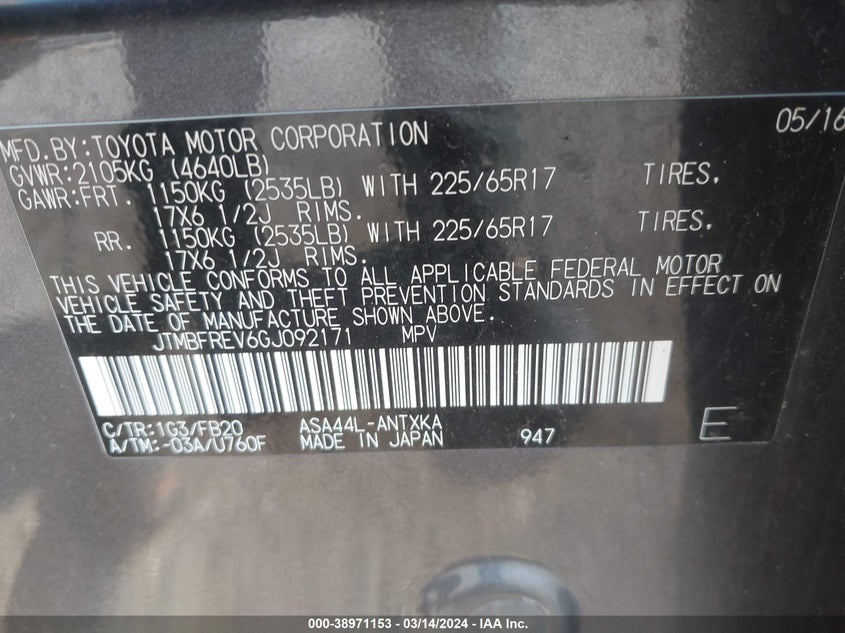 05/16
MFD.BY:TOYOTA MOTOR CORPORATION
GVWR:2105KG (4640LB)
GAWR:FRT. 1150KG (2535LB) WITH 225/65R17 TIRES,
17X6 1/2J RIMS.
RR. 1150KG (2535LB) WITH 225/65R17 TIRES,
17X6 1/2J RIMS.
THIS VEHICLE CONFORMS TO ALL APPLICABLE FEDERAL MOTOR
VEHICLE SAFETY AND THEFT PREVENTION STANDARDS IN EFFECT ON
THE DATE OF MANUFACTURE SHOWN ABOVE.
JTMBFREV6GJ092171 MPV
C/TR:1G3/FB20 ASA44L-ANTXKA
A/TM:-03A/U760F MADE IN JAPAN 947 E
000-38971153 - 03/14/2024 - IAA Inc.